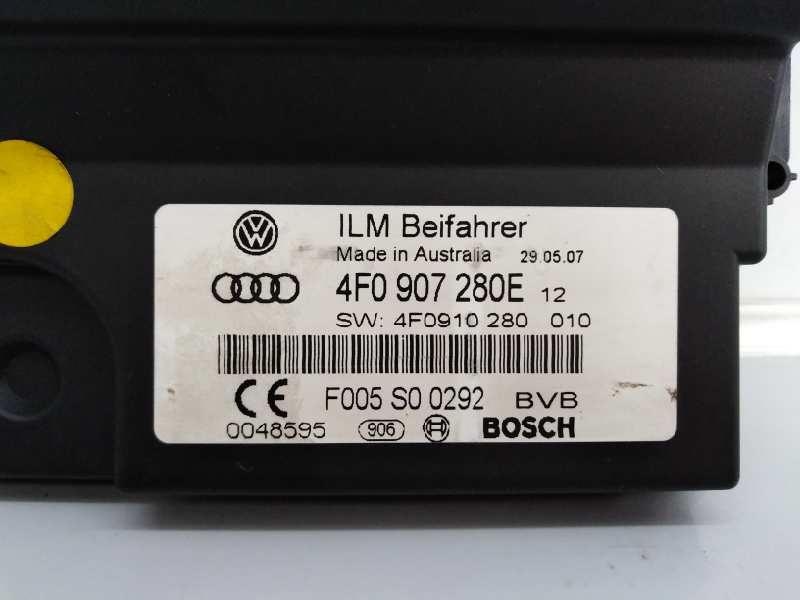 ILM Beifahrer
Made in Australia 29.05.07
4F0 907 280E 12
SW: 4F0910 280 010
CE F005 S0 0292 BVB
0048595 906 BOSCH